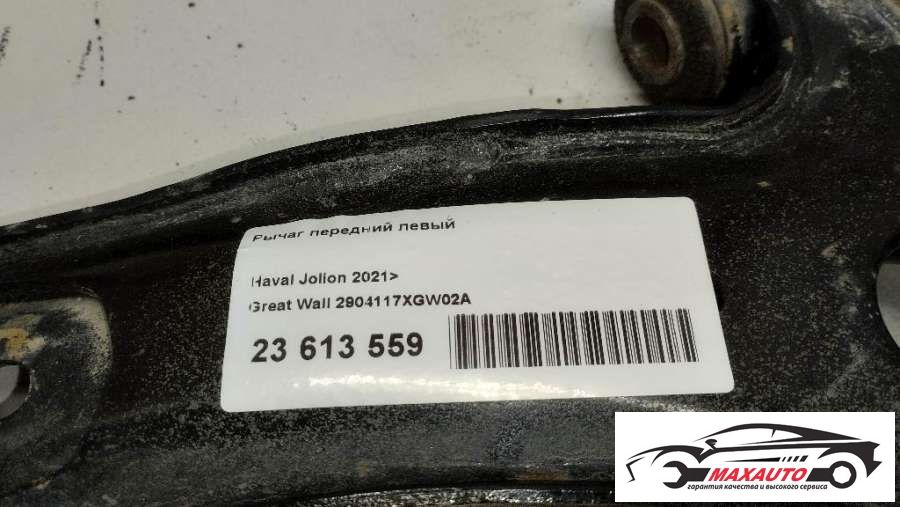 Рычаг передний левый
Haval Jolion 2021>
Great Wall 2904117XGW02A
23 613 559
MAXAUTO
гарантия качества и высокого сервиса